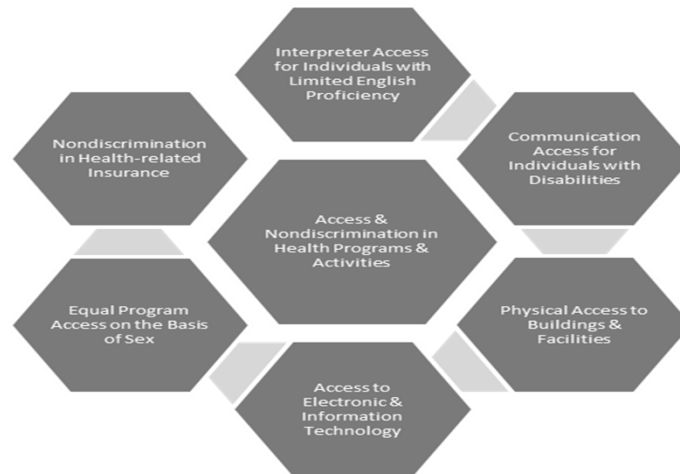 Interpreter Access
for Individuals with
Limited English
Proficiency
Communication
Access for
Individuals with
Disabilities
Physical Access to
Buildings &
Facilities
Access to
Electronic &
Information
Technology
Equal Program
Access on the Basis
of Sex
Nondiscrimination
in Health-related
Insurance
Access &
Nondiscrimination in
Health Programs &
Activities